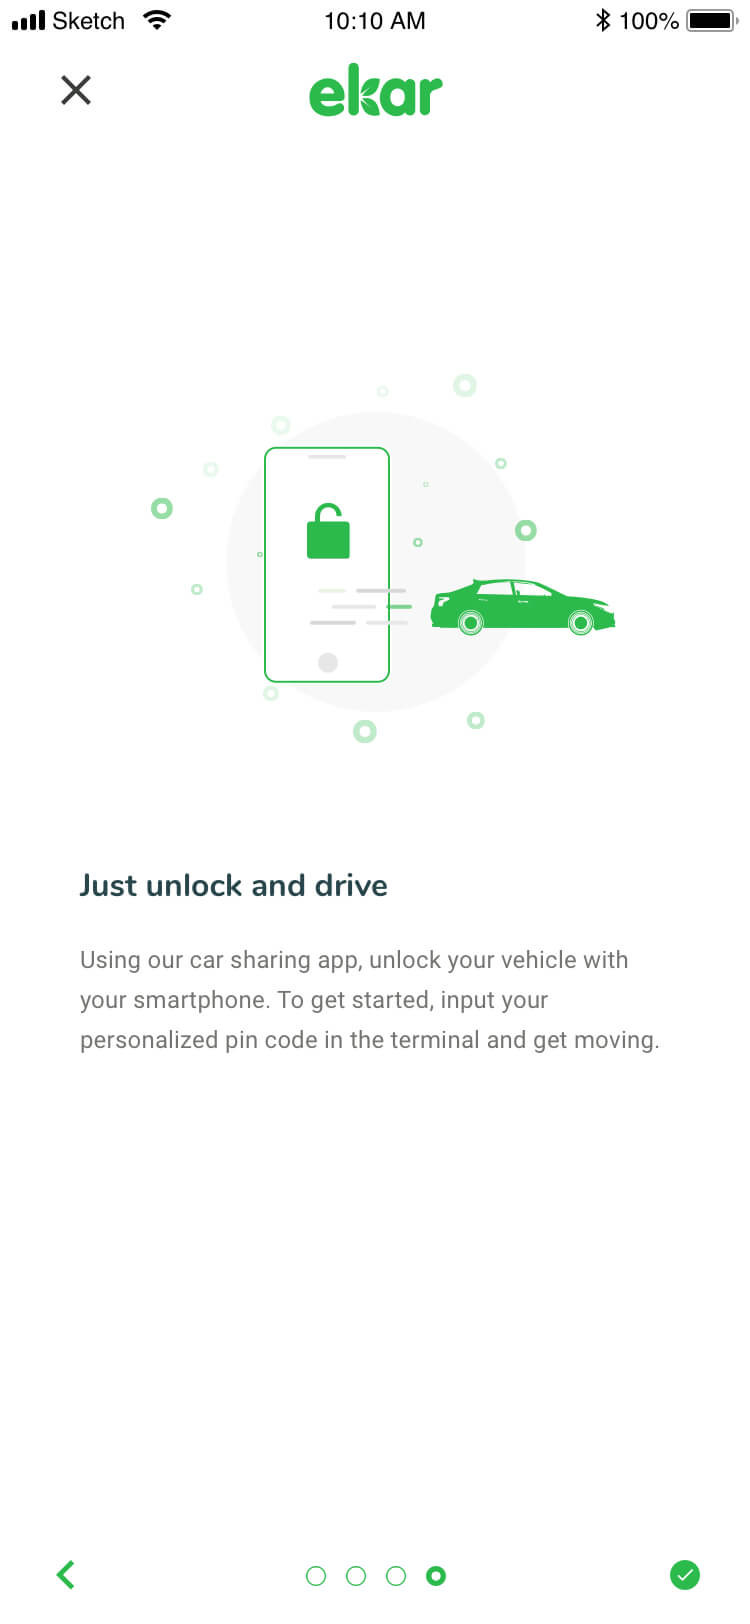 Sketch 10:10 AM 100%
ekar
Just unlock and drive
Using our car sharing app, unlock your vehicle with
your smartphone. To get started, input your
personalized pin code in the terminal and get moving.